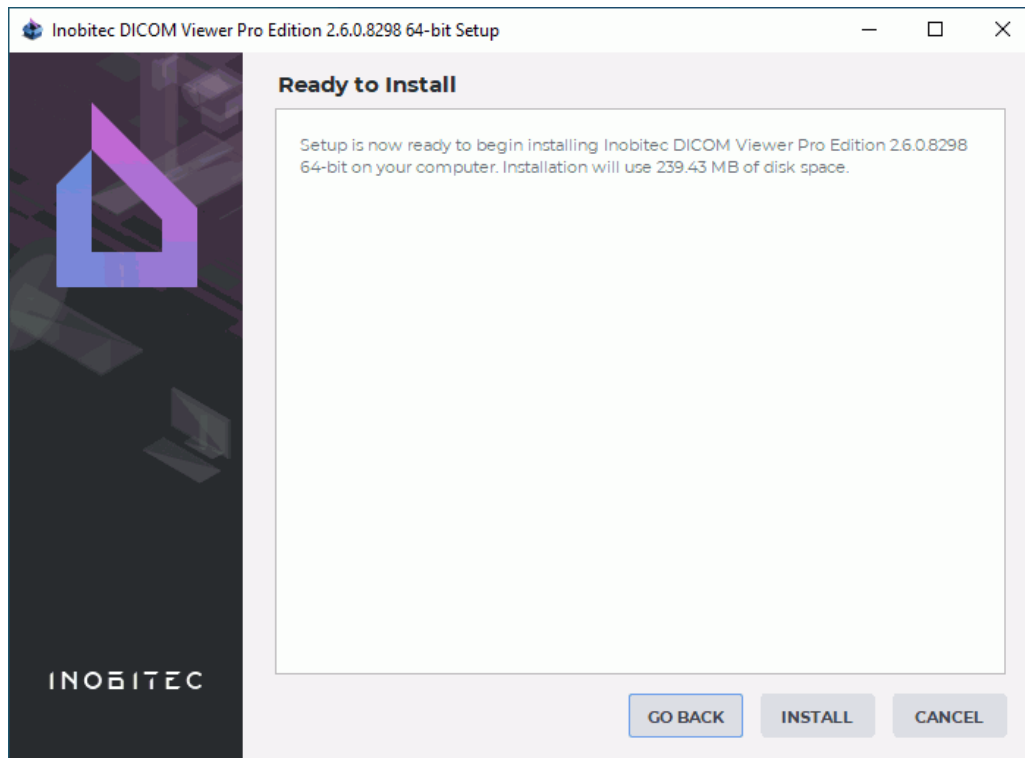 Inobitec DICOM Viewer Pro Edition 2.6.0.8298 64-bit Setup
Ready to Install
Setup is now ready to begin installing Inobitec DICOM Viewer Pro Edition 2.6.0.8298
64-bit on your computer. Installation will use 239.43 MB of disk space.
INOBITEC
GO BACK INSTALL CANCEL